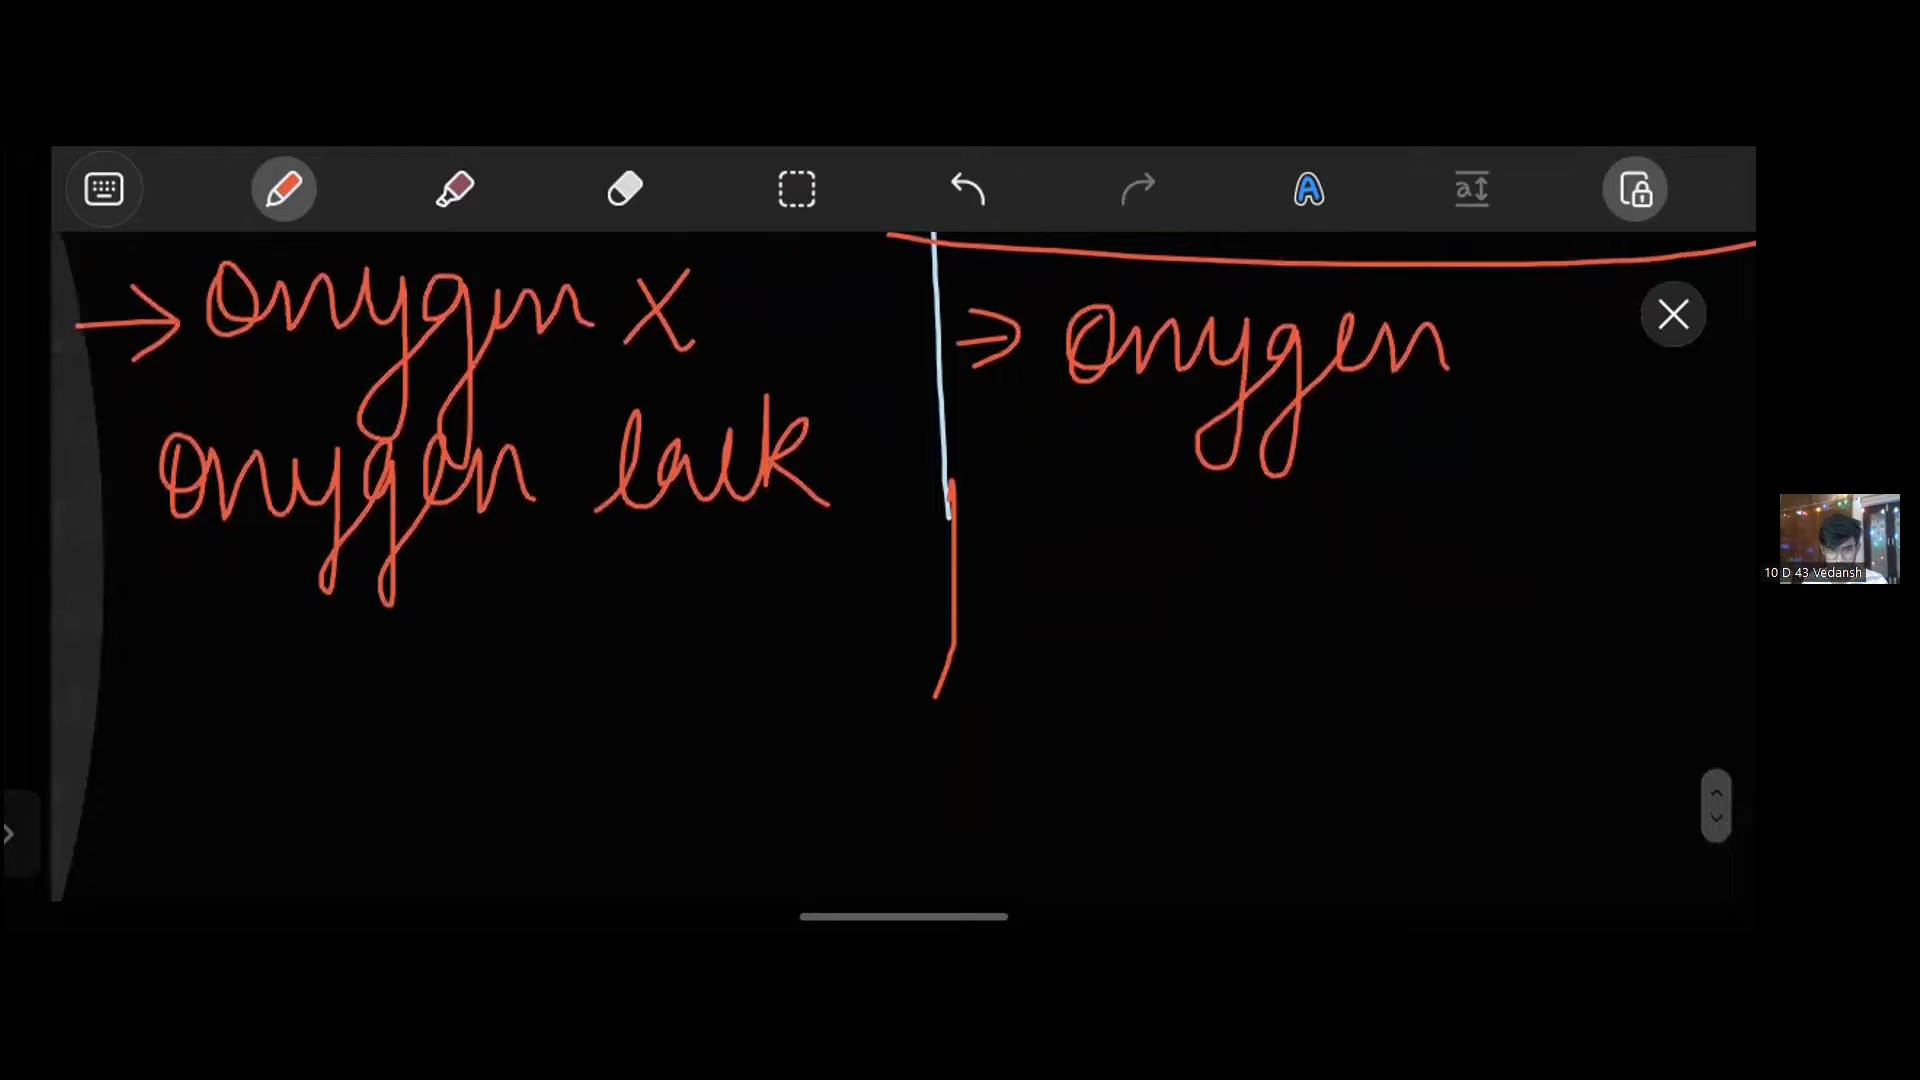 → Oxygen X
Oxygen lack
⇒ Oxygen
10 D 43 Vedansh